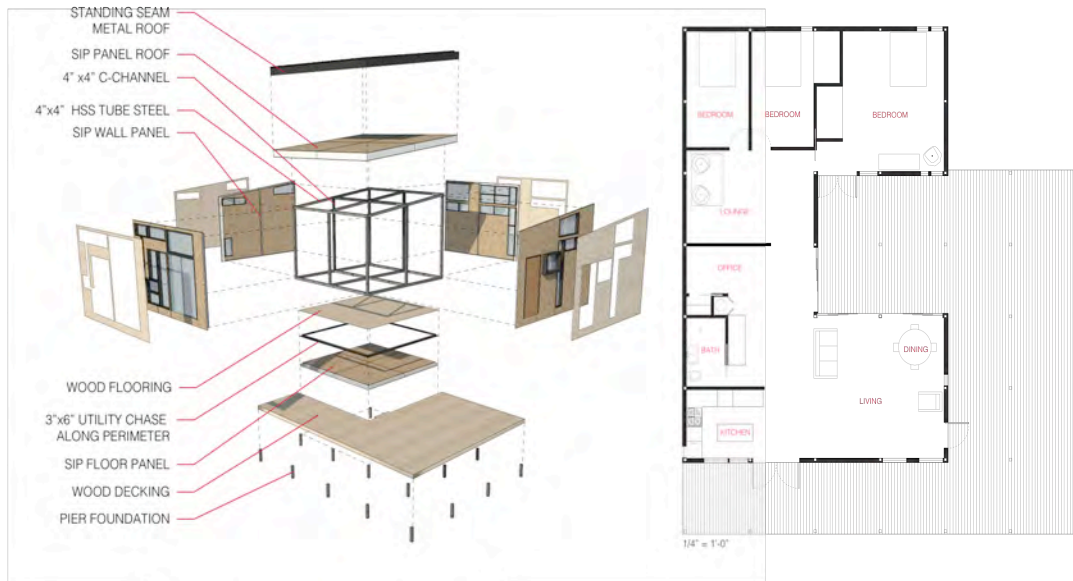 STANDING SEAM
METAL ROOF
SIP PANEL ROOF
4" x4" C-CHANNEL
4"x4" HSS TUBE STEEL
SIP WALL PANEL
WOOD FLOORING
3"x6" UTILITY CHASE
ALONG PERIMETER
SIP FLOOR PANEL
WOOD DECKING
PIER FOUNDATION
BEDROOM
BEDROOM
BEDROOM
LOUNGE
OFFICE
BATH
DINING
LIVING
KITCHEN
1/4" = 1'-0"